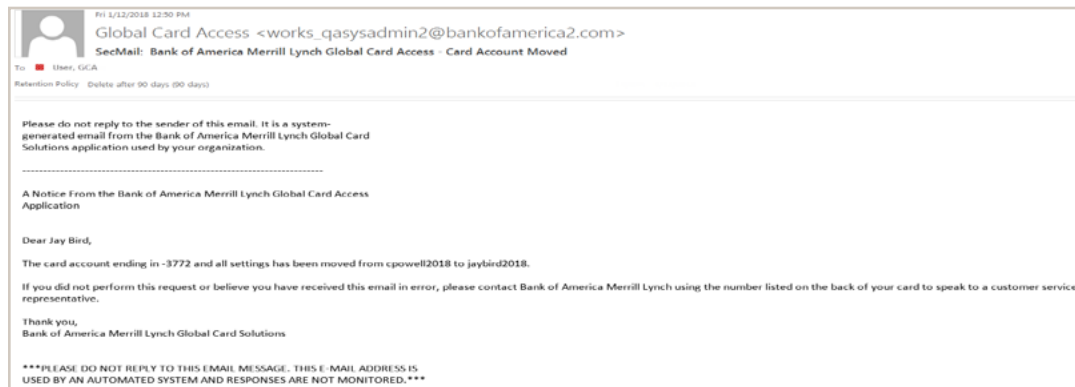 Fri 1/12/2018 12:50 PM
Global Card Access <works_qasysadmin2@bankofamerica2.com>
SecMail: Bank of America Merrill Lynch Global Card Access - Card Account Moved
To User, GCA
Retention Policy Delete after 90 days (90 days)
Please do not reply to the sender of this email. It is a system-
generated email from the Bank of America Merrill Lynch Global Card
Solutions application used by your organization.
------------------------------------------------------------------------
A Notice From the Bank of America Merrill Lynch Global Card Access
Application
Dear Jay Bird,
The card account ending in -3772 and all settings has been moved from cpowell2018 to jaybird2018.
If you did not perform this request or believe you have received this email in error, please contact Bank of America Merrill Lynch using the number listed on the back of your card to speak to a customer service
representative.
Thank you,
Bank of America Merrill Lynch Global Card Solutions
***PLEASE DO NOT REPLY TO THIS EMAIL MESSAGE. THIS E-MAIL ADDRESS IS
USED BY AN AUTOMATED SYSTEM AND RESPONSES ARE NOT MONITORED.***